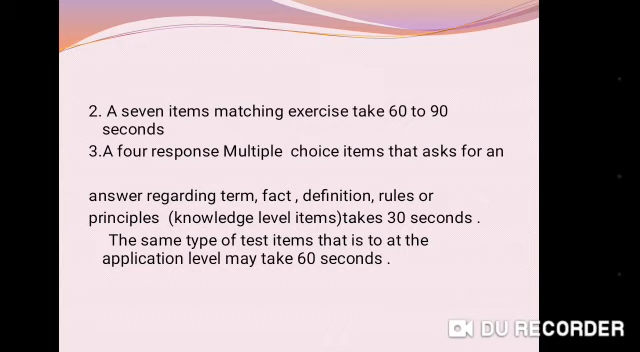 2. A seven items matching exercise take 60 to 90
seconds
3.A four response Multiple choice items that asks for an
answer regarding term, fact , definition, rules or
principles (knowledge level items)takes 30 seconds .
The same type of test items that is to at the
application level may take 60 seconds .
DU RECORDER